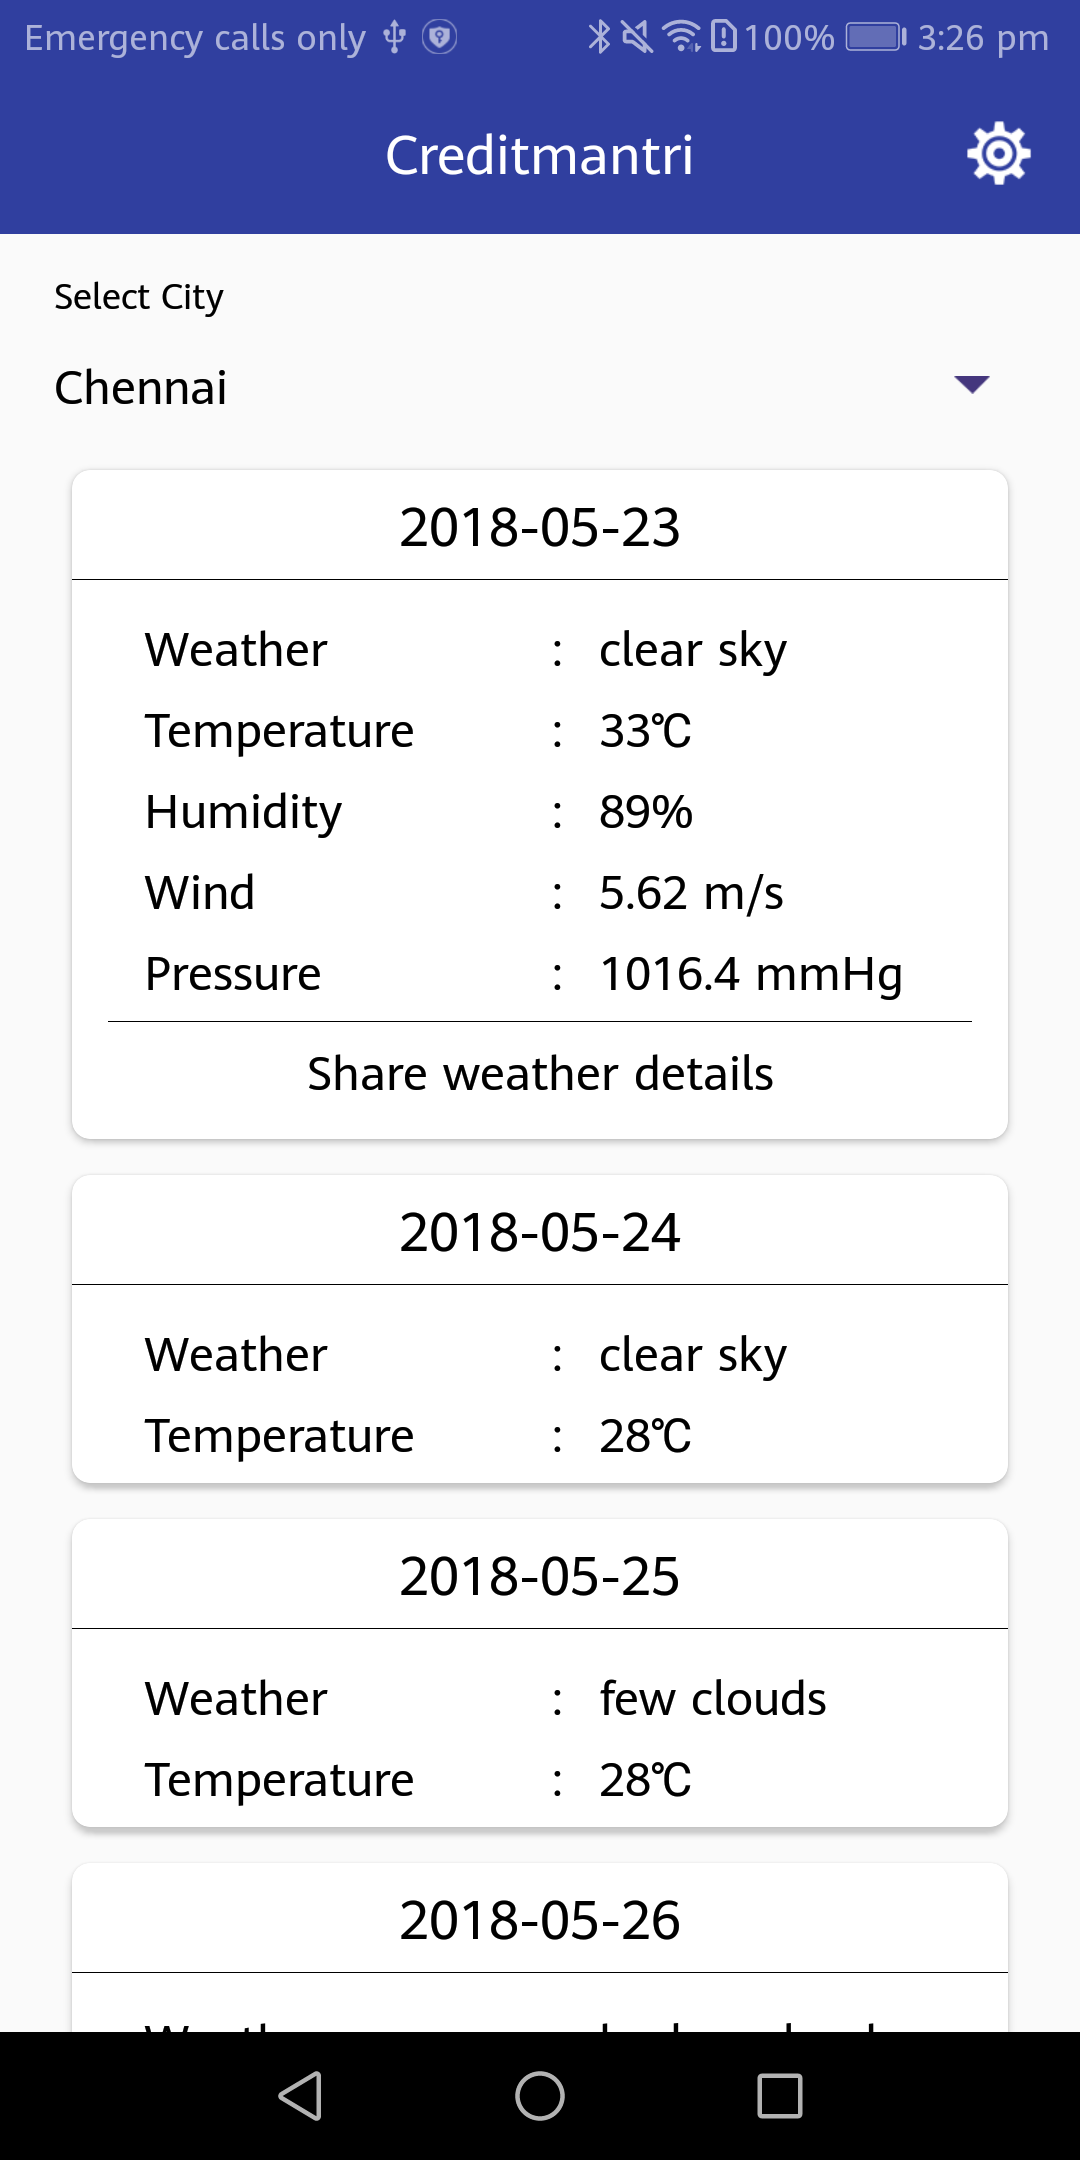 Emergency calls only 100% 3:26 pm
Creditmantri
Select City
Chennai
2018-05-23
Weather : clear sky
Temperature : 33℃
Humidity : 89%
Wind : 5.62 m/s
Pressure : 1016.4 mmHg
Share weather details
2018-05-24
Weather : clear sky
Temperature : 28℃
2018-05-25
Weather : few clouds
Temperature : 28℃
2018-05-26